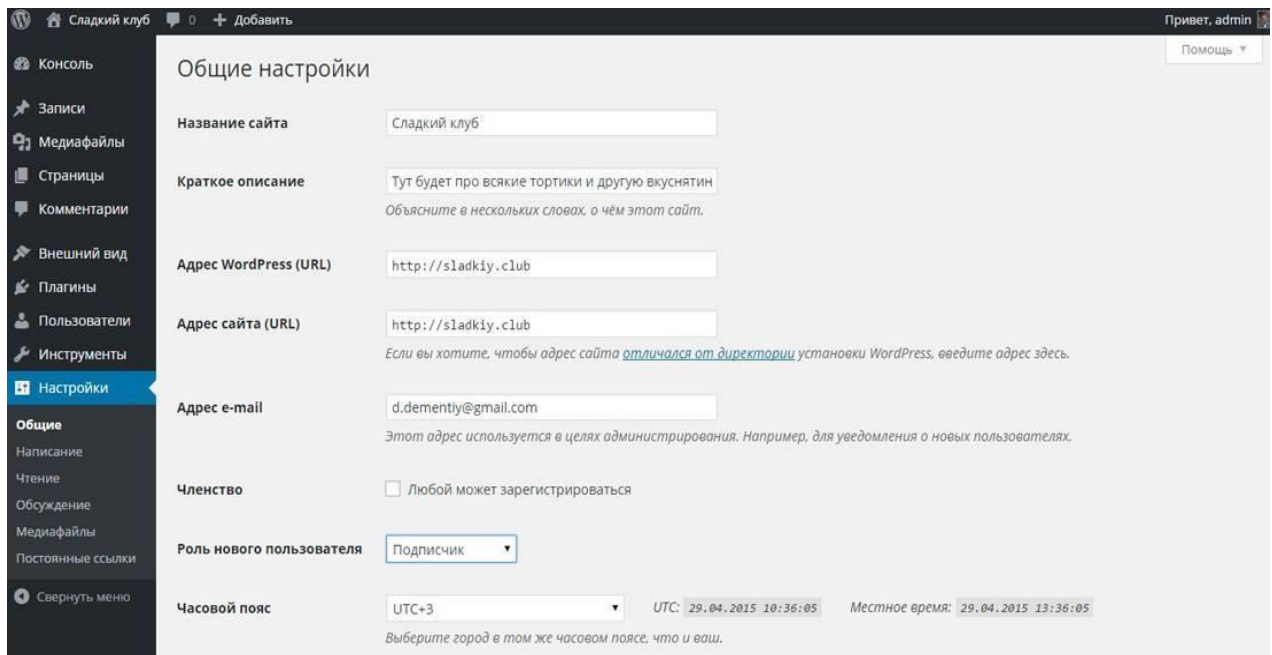 Сладкий клуб 0 + Добавить Привет, admin
Помощь
Консоль
Записи
Медиафайлы
Страницы
Комментарии
Внешний вид
Плагины
Пользователи
Инструменты
Настройки
Общие
Написание
Чтение
Обсуждение
Медиафайлы
Постоянные ссылки
Свернуть меню
Общие настройки
Название сайта Сладкий клуб
Краткое описание Тут будет про всякие тортики и другую вкуснятин
Объясните в нескольких словах, о чём этот сайт.
Адрес WordPress (URL) http://sladkiy.club
Адрес сайта (URL) http://sladkiy.club
Если вы хотите, чтобы адрес сайта отличался от директории установки WordPress, введите адрес здесь.
Адрес e-mail d.dementiy@gmail.com
Этот адрес используется в целях администрирования. Например, для уведомления о новых пользователях.
Членство Любой может зарегистрироваться
Роль нового пользователя Подписчик
Часовой пояс UTC+3 UTC: 29.04.2015 10:36:05 Местное время: 29.04.2015 13:36:05
Выберите город в том же часовом поясе, что и ваш.